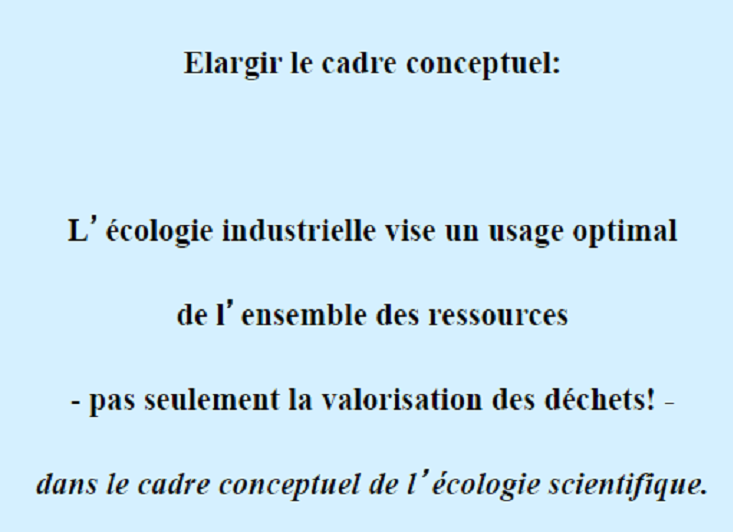 Elargir le cadre conceptuel:
L’ écologie industrielle vise un usage optimal
de l’ ensemble des ressources
- pas seulement la valorisation des déchets! -
dans le cadre conceptuel de l’écologie scientifique.